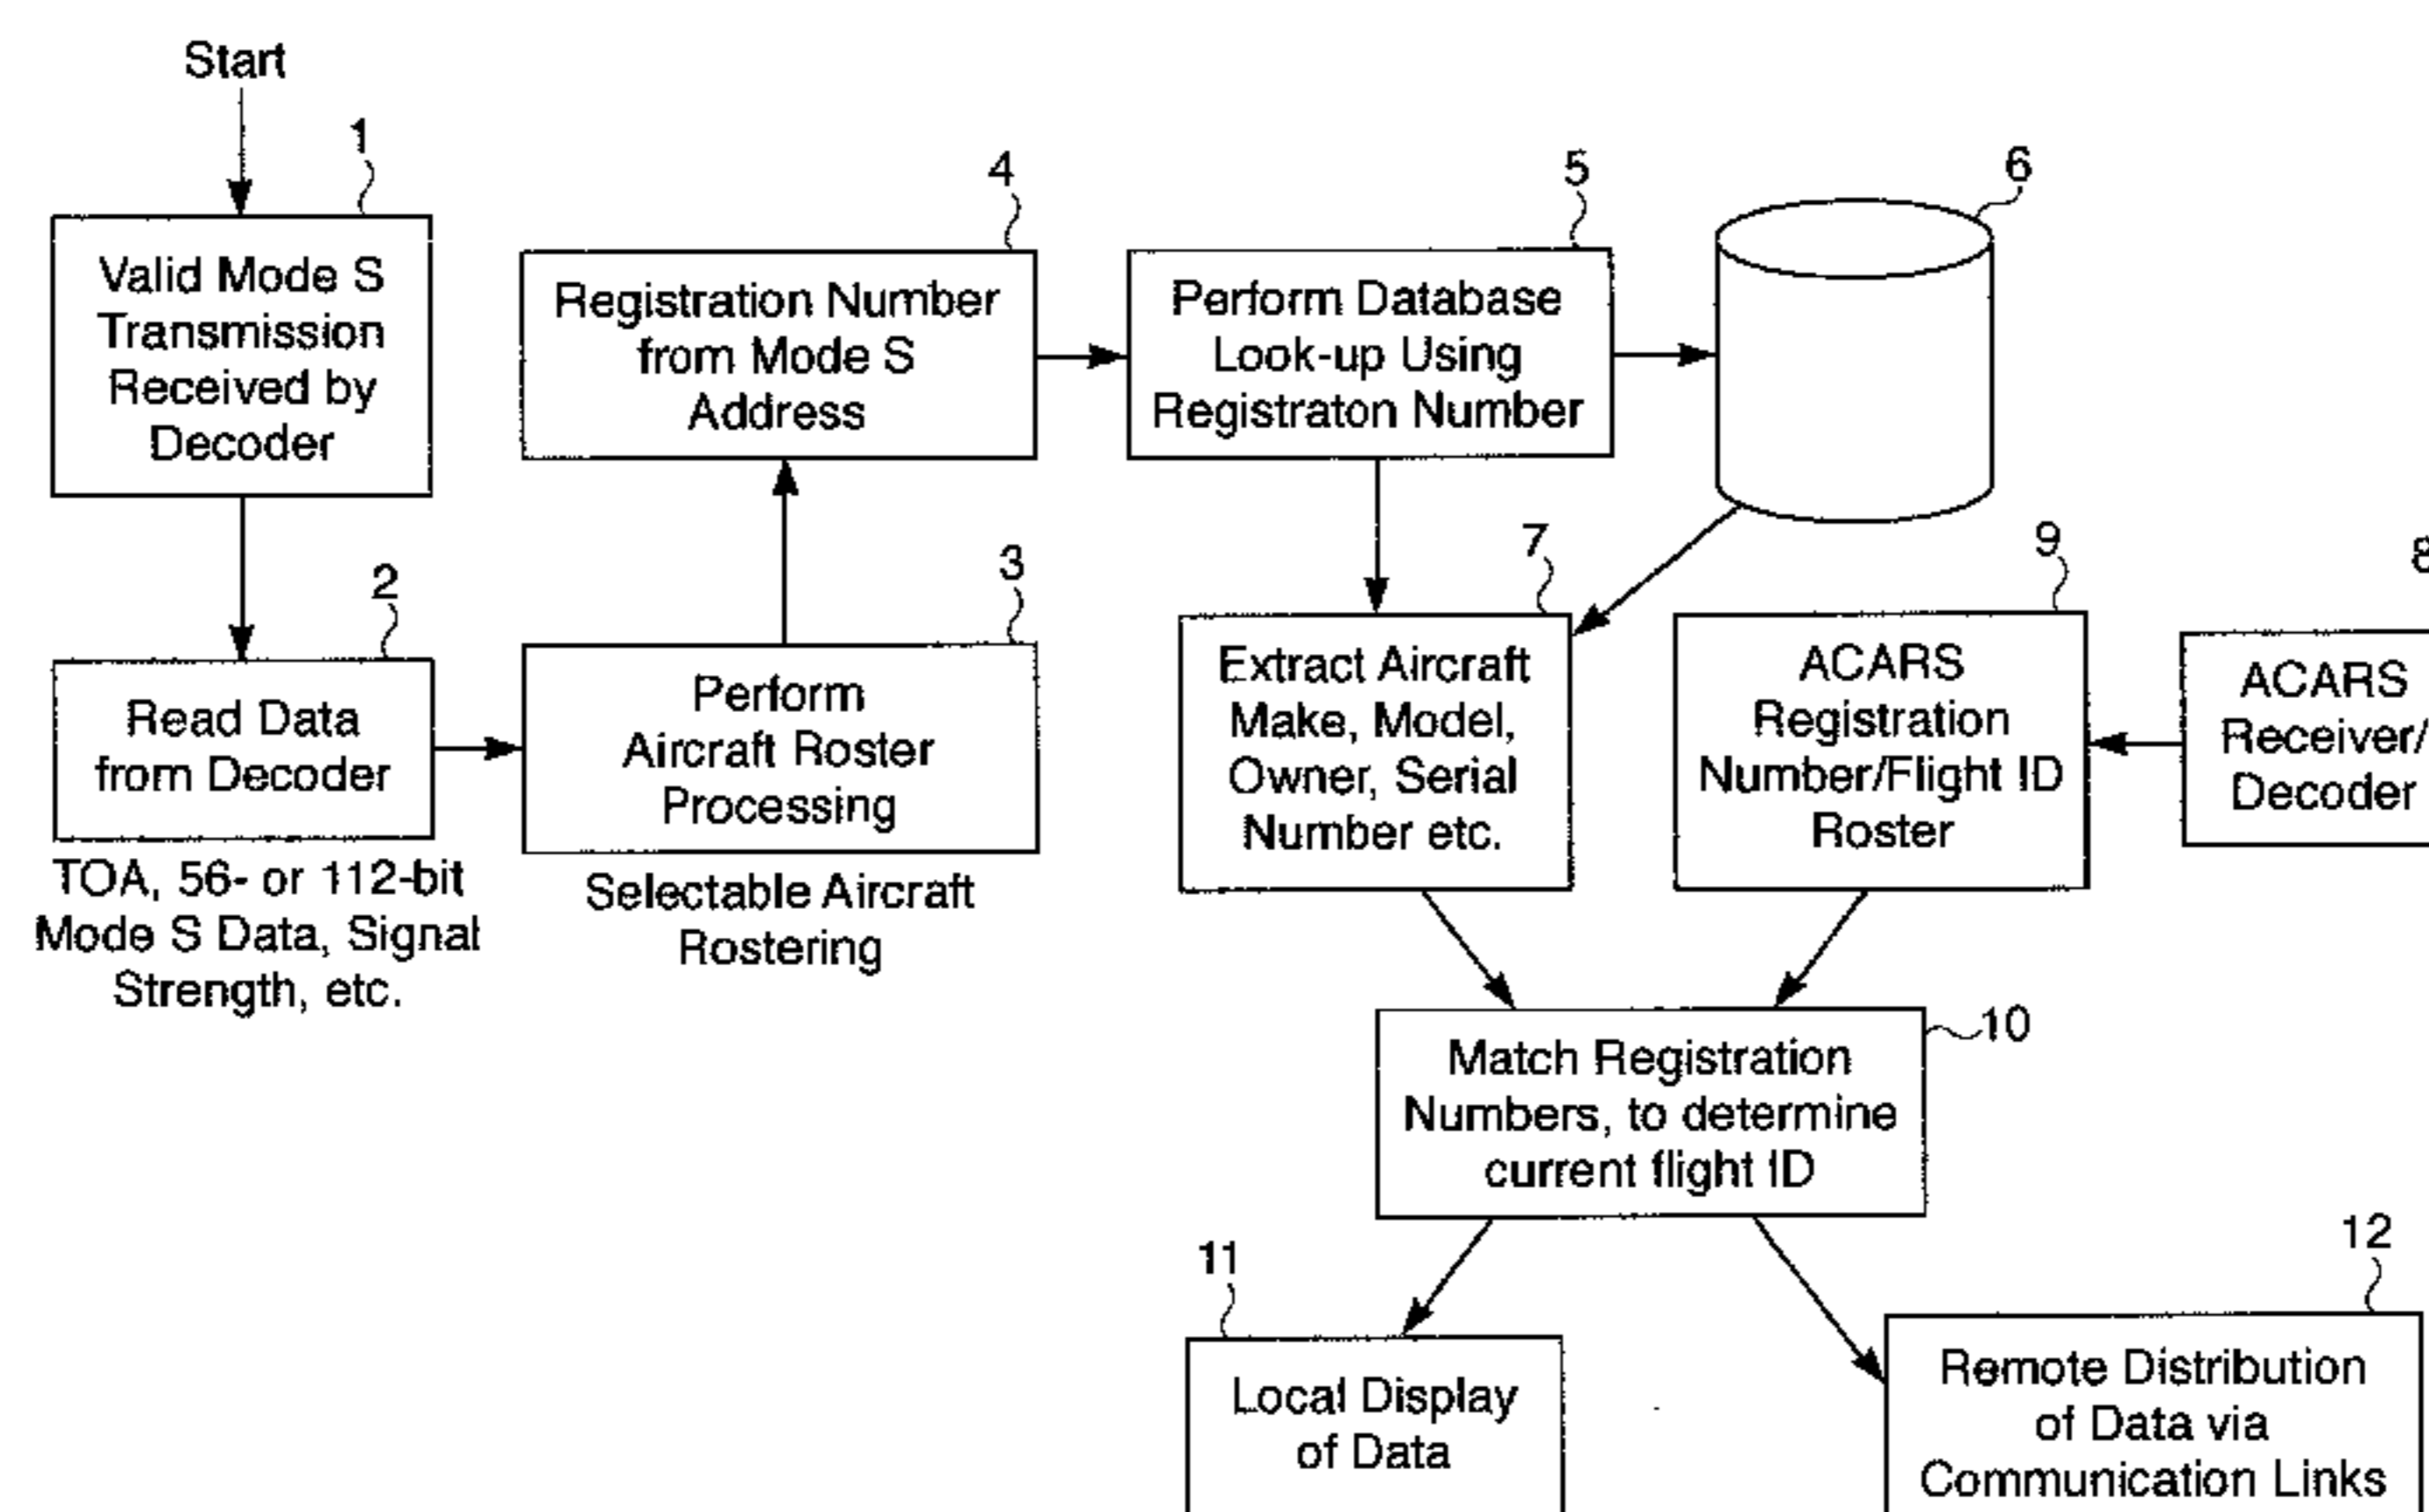 Start
1
Valid Mode S
Transmission
Received by
Decoder
2
Read Data
from Decoder
TOA, 56- or 112-bit
Mode S Data, Signal
Strength, etc.
3
Perform
Aircraft Roster
Processing
Selectable Aircraft
Rostering
4
Registration Number
from Mode S
Address
5
Perform Database
Look-up Using
Registraton Number
6
7
Extract Aircraft
Make, Model,
Owner, Serial
Number etc.
9
ACARS
Registration
Number/Flight ID
Roster
8
ACARS
Receiver/
Decoder
10
Match Registration
Numbers, to determine
current flight ID
11
Local Display
of Data
12
Remote Distribution
of Data via
Communication Links